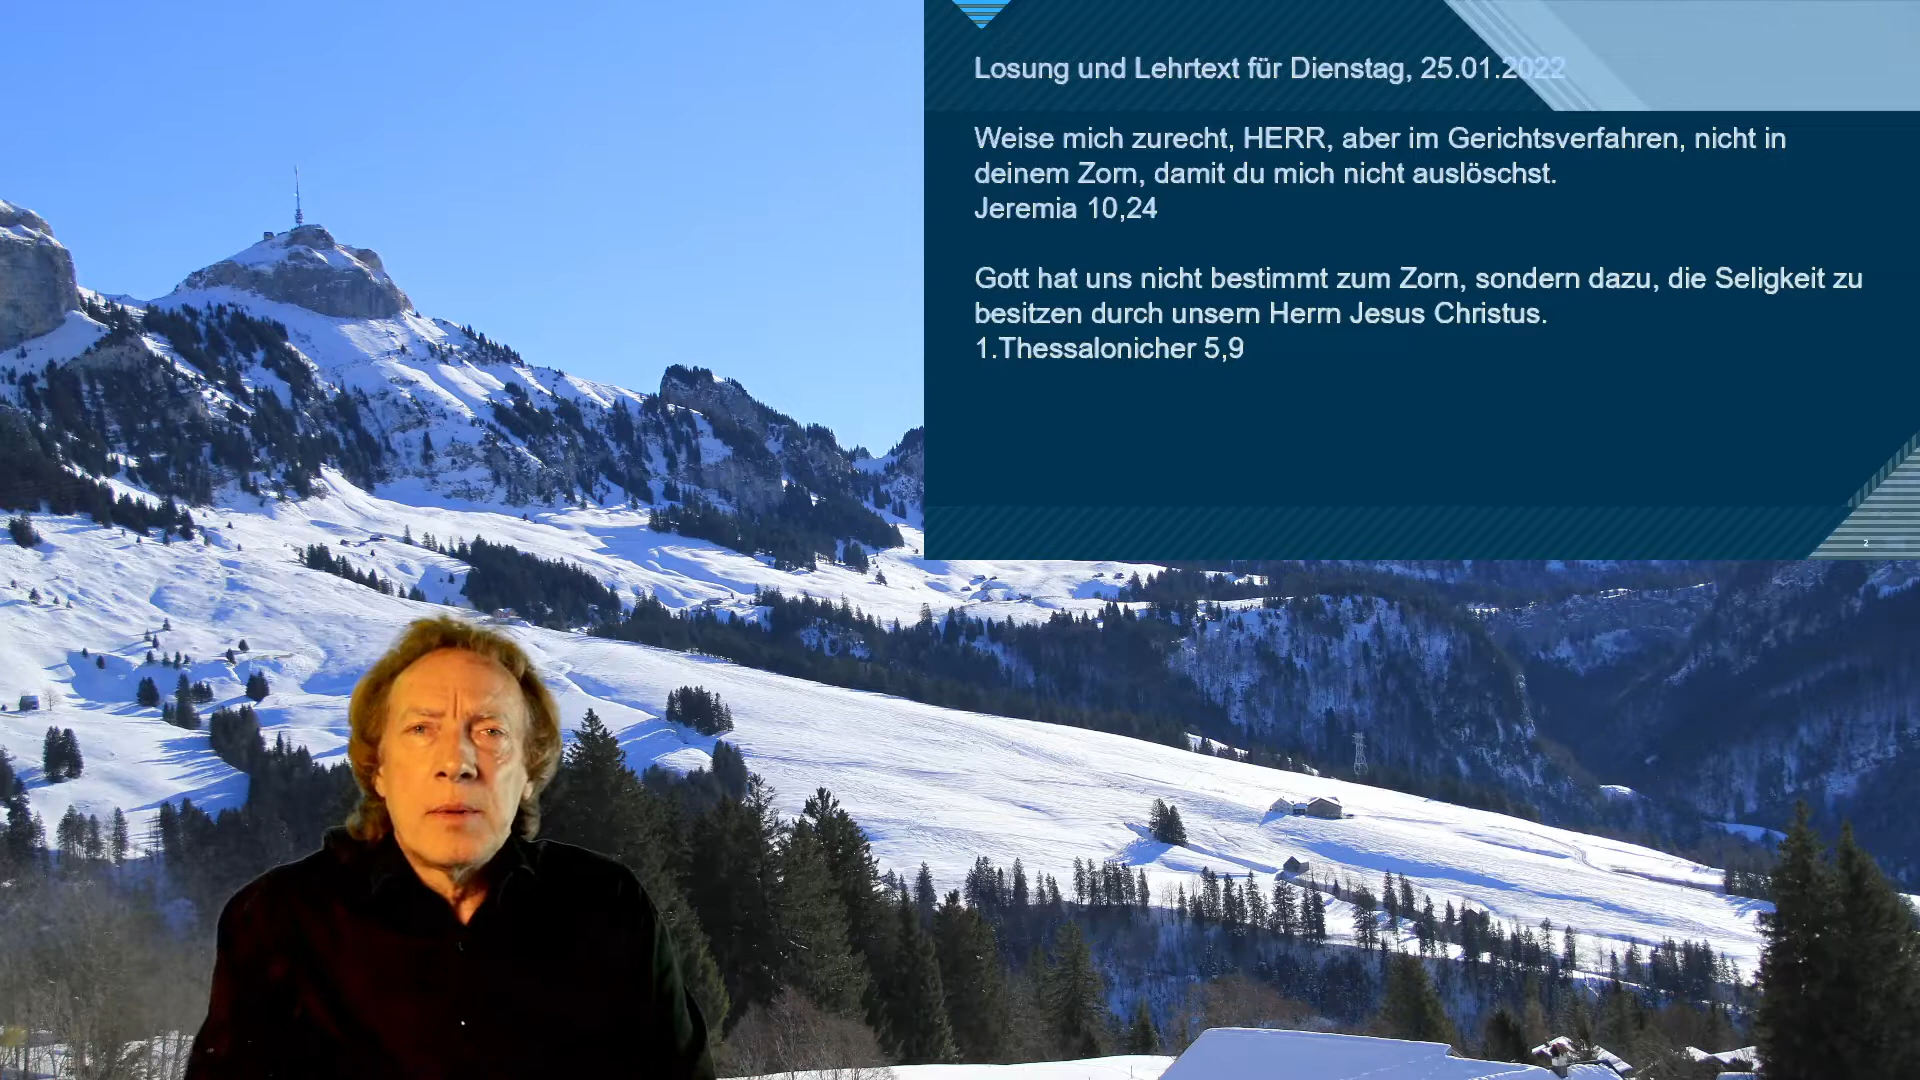 Losung und Lehrtext für Dienstag, 25.01.2022
Weise mich zurecht, HERR, aber im Gerichtsverfahren, nicht in
deinem Zorn, damit du mich nicht auslöschst.
Jeremia 10,24
Gott hat uns nicht bestimmt zum Zorn, sondern dazu, die Seligkeit zu
besitzen durch unsern Herrn Jesus Christus.
1.Thessalonicher 5,9
2